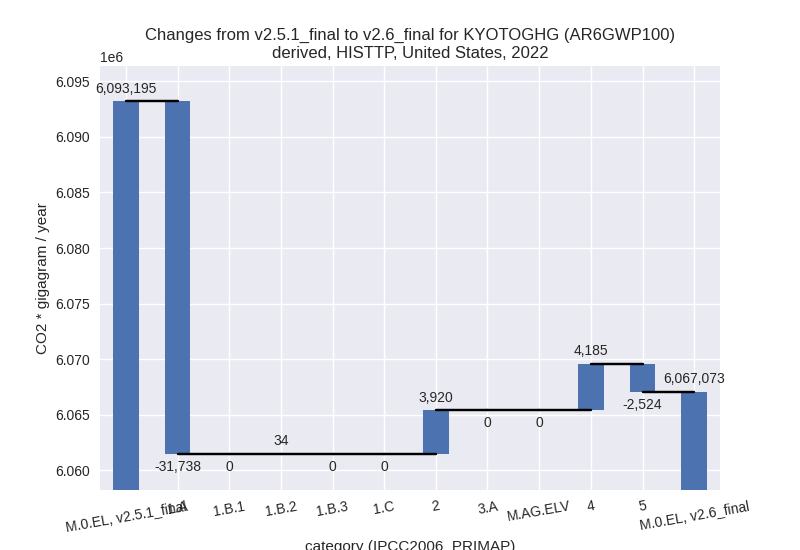 Changes from v2.5.1_final to v2.6_final for KYOTOGHG (AR6GWP100)
derived, HISTTP, United States, 2022
1e6
6.095
6.090
6.085
6.080
6.075
6.070
6.065
6.060
CO2 * gigagram / year
6,093,195
-31,738
0
34
0
0
3,920
0
0
4,185
-2,524
6,067,073
M.0.EL, v2.5.1_final
1.A
1.B.1
1.B.2
1.B.3
1.C
2
3.A
M.AG.ELV
4
5
M.0.EL, v2.6_final
category (IPCC2006_PRIMAP)